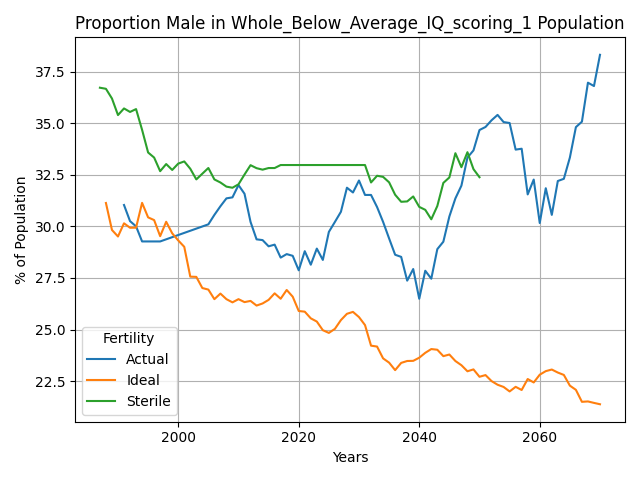 Proportion Male in Whole_Below_Average_IQ_scoring_1 Population
% of Population
37.5
35.0
32.5
30.0
27.5
25.0
22.5
Fertility
Actual
Ideal
Sterile
2000
2020
2040
2060
Years